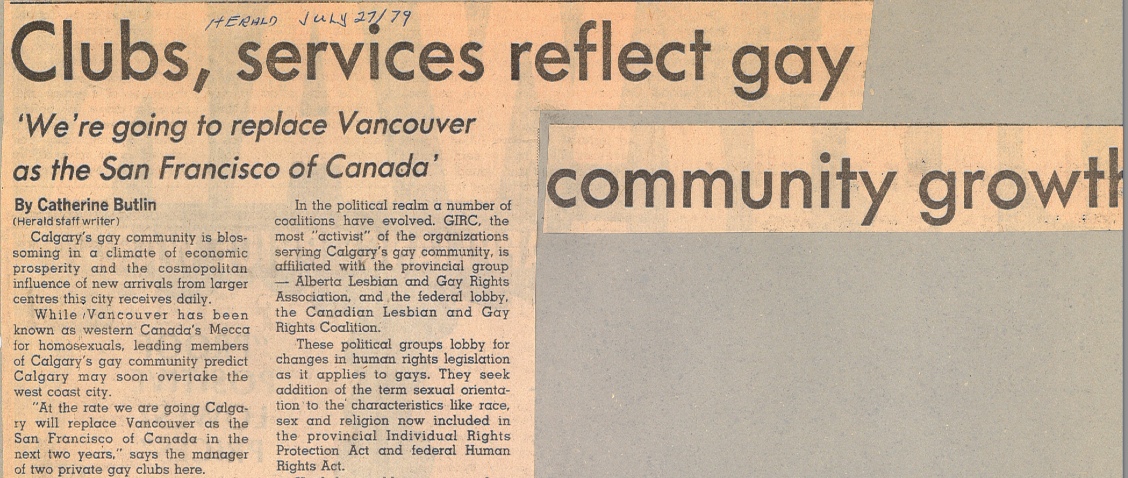 HERALD JULY 27/79
Clubs, services reflect gay
community growth
'We're going to replace Vancouver
as the San Francisco of Canada'
By Catherine Butlin
(Herald staff writer)
Calgary's gay community is blos-
soming in a climate of economic
prosperity and the cosmopolitan
influence of new arrivals from larger
centres this city receives daily.
While Vancouver has been
known as western Canada's Mecca
for homosexuals, leading members
of Calgary's gay community predict
Calgary may soon overtake the
west coast city.
"At the rate we are going Calga-
ry will replace Vancouver as the
San Francisco of Canada in the
next two years," says the manager
of two private gay clubs here.
In the political realm a number of
coalitions have evolved. GIRC, the
most "activist" of the organizations
serving Calgary's gay community, is
affiliated with the provincial group
— Alberta Lesbian and Gay Rights
Association, and the federal lobby,
the Canadian Lesbian and Gay
Rights Coalition.
These political groups lobby for
changes in human rights legislation
as it applies to gays. They seek
addition of the term sexual orienta-
tion to the characteristics like race,
sex and religion now included in
the provincial Individual Rights
Protection Act and federal Human
Rights Act.